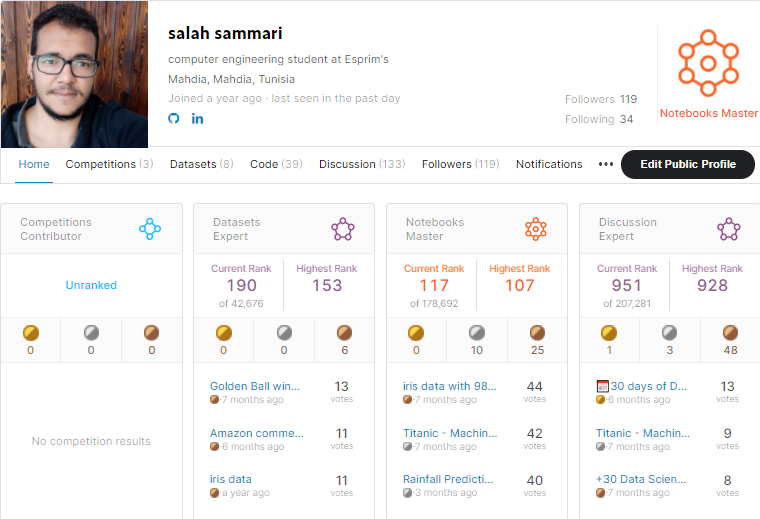 salah sammari
computer engineering student at Esprim's
Mahdia, Mahdia, Tunisia
Joined a year ago · last seen in the past day
Followers 119
Following 34
Notebooks Master
Home Competitions (3) Datasets (8) Code (39) Discussion (133) Followers (119) Notifications ••• Edit Public Profile
Competitions
Contributor
Unranked
0 0 0
No competition results
Datasets
Expert
Current Rank Highest Rank
190 153
of 42,676
0 0 6
Golden Ball win... 13
·7 months ago votes
Amazon comme... 11
·6 months ago votes
iris data 11
·a year ago votes
Notebooks
Master
Current Rank Highest Rank
117 107
of 178,692
0 10 25
iris data with 98... 44
·7 months ago votes
Titanic - Machin... 42
·7 months ago votes
Rainfall Predicti... 40
·3 months ago votes
Discussion
Expert
Current Rank Highest Rank
951 928
of 207,281
1 3 48
30 days of D... 13
·6 months ago votes
Titanic - Machin... 9
·7 months ago votes
+30 Data Scien... 8
·7 months ago votes